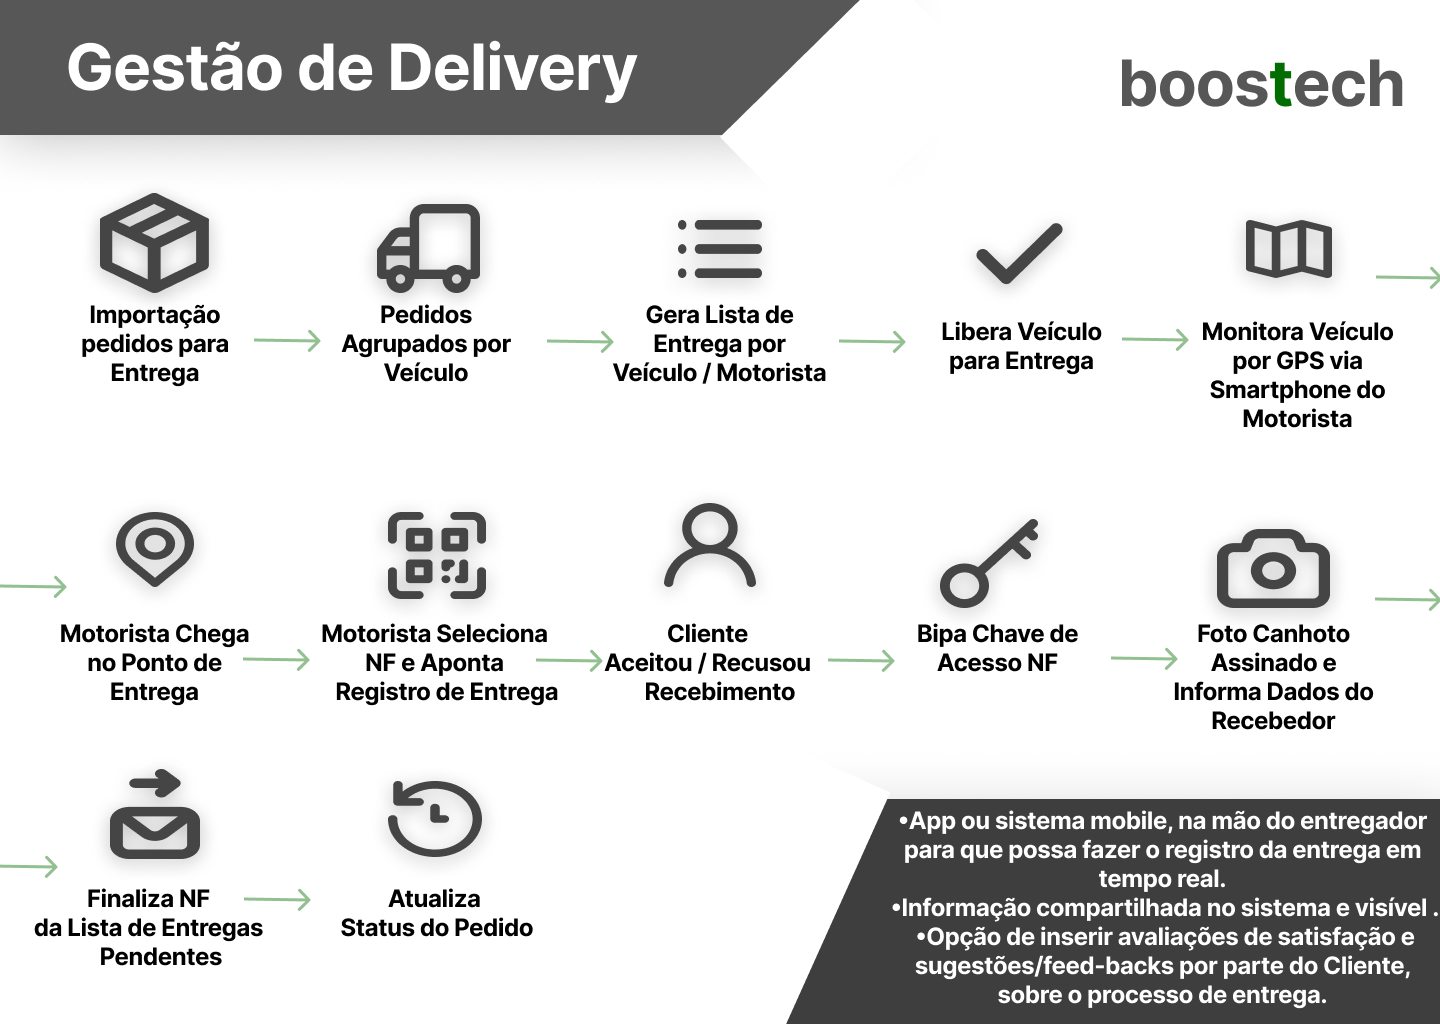 Gestão de Delivery
boostech
Importação
pedidos para
Entrega
Pedidos
Agrupados por
Veículo
Gera Lista de
Entrega por
Veículo / Motorista
Libera Veículo
para Entrega
Monitora Veículo
por GPS via
Smartphone do
Motorista
Motorista Chega
no Ponto de
Entrega
Motorista Seleciona
NF e Aponta
Registro de Entrega
Cliente
Aceitou / Recusou
Recebimento
Bipa Chave de
Acesso NF
Foto Canhoto
Assinado e
Informa Dados do
Recebedor
Finaliza NF
da Lista de Entregas
Pendentes
Atualiza
Status do Pedido
•App ou sistema mobile, na mão do entregador
para que possa fazer o registro da entrega em
tempo real.
•Informação compartilhada no sistema e visível .
•Opção de inserir avaliações de satisfação e
sugestões/feed-backs por parte do Cliente,
sobre o processo de entrega.